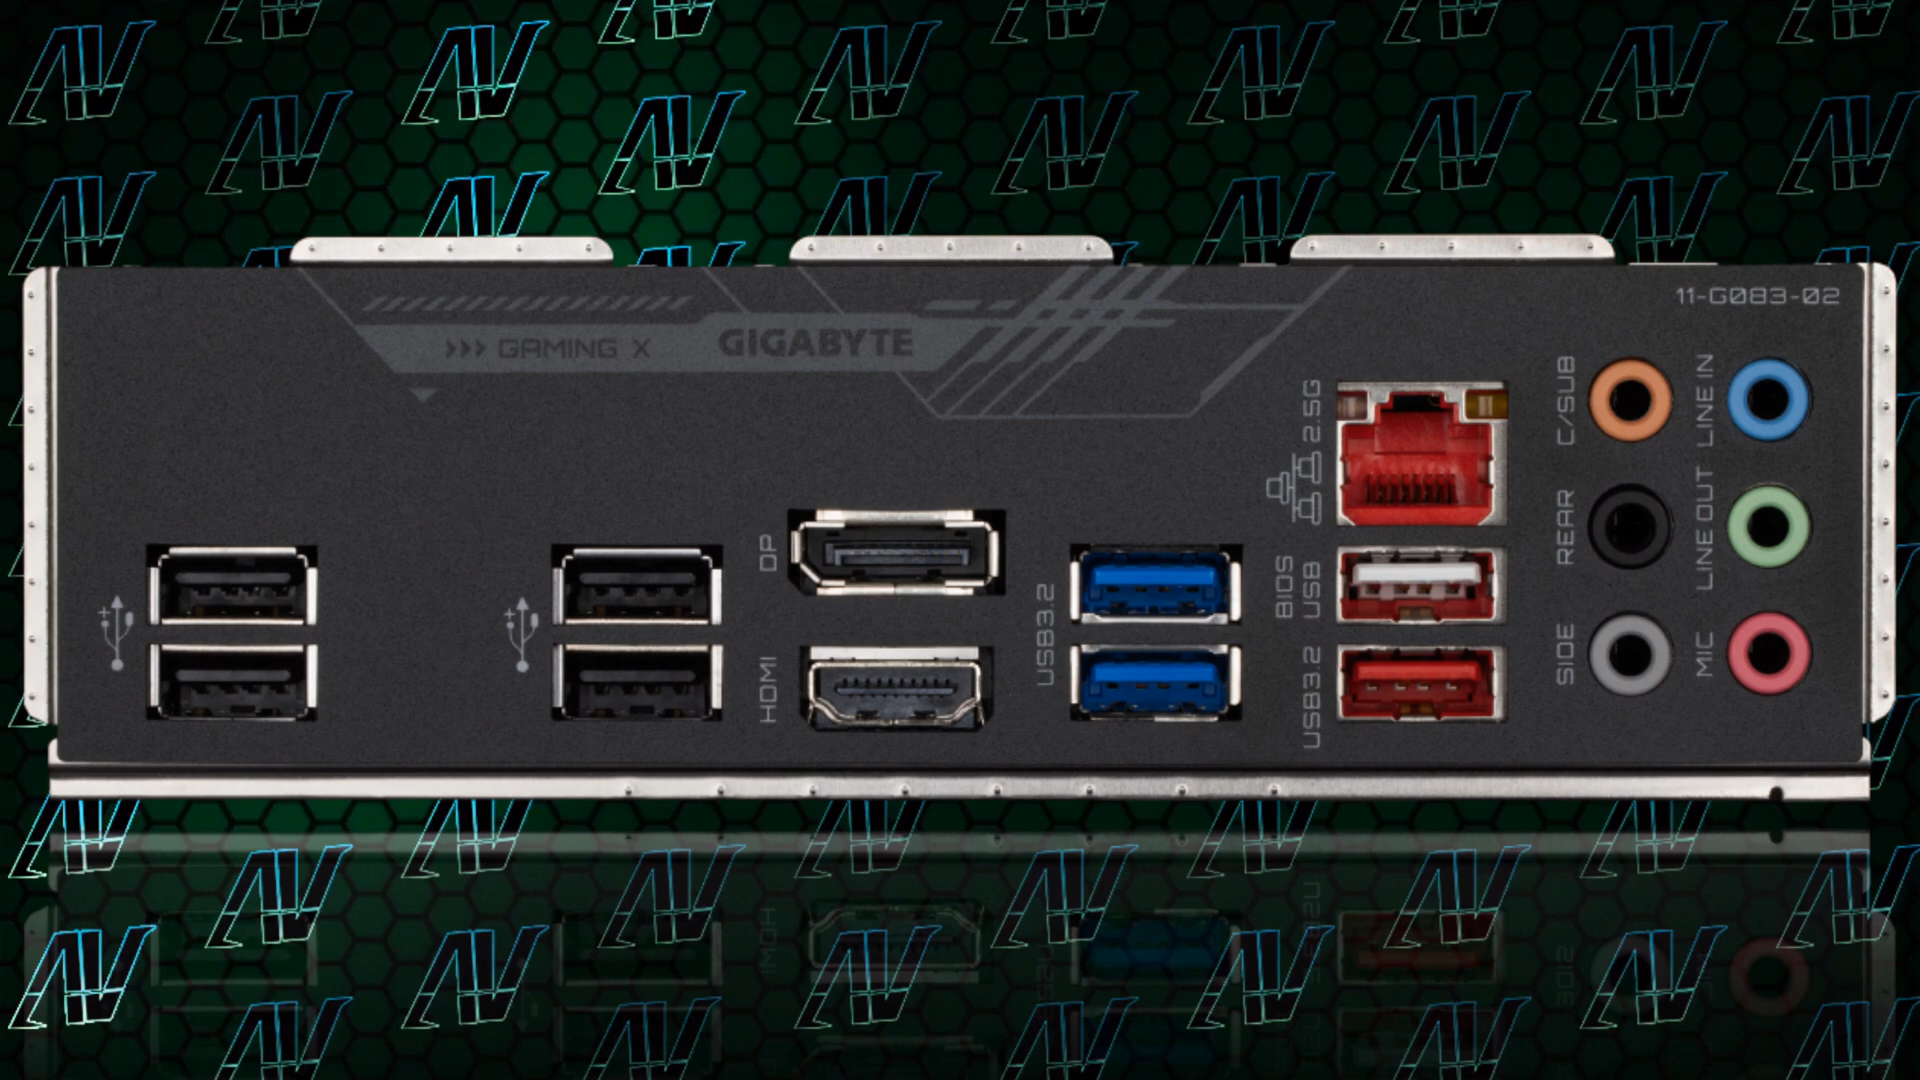 >>> GAMING X
GIGABYTE
11-G083-02
DP
HDMI
USB3.2
2.5G
BIOS
USB
USB3.2
C/SUB
LINE IN
REAR
LINE OUT
SIDE
MIC